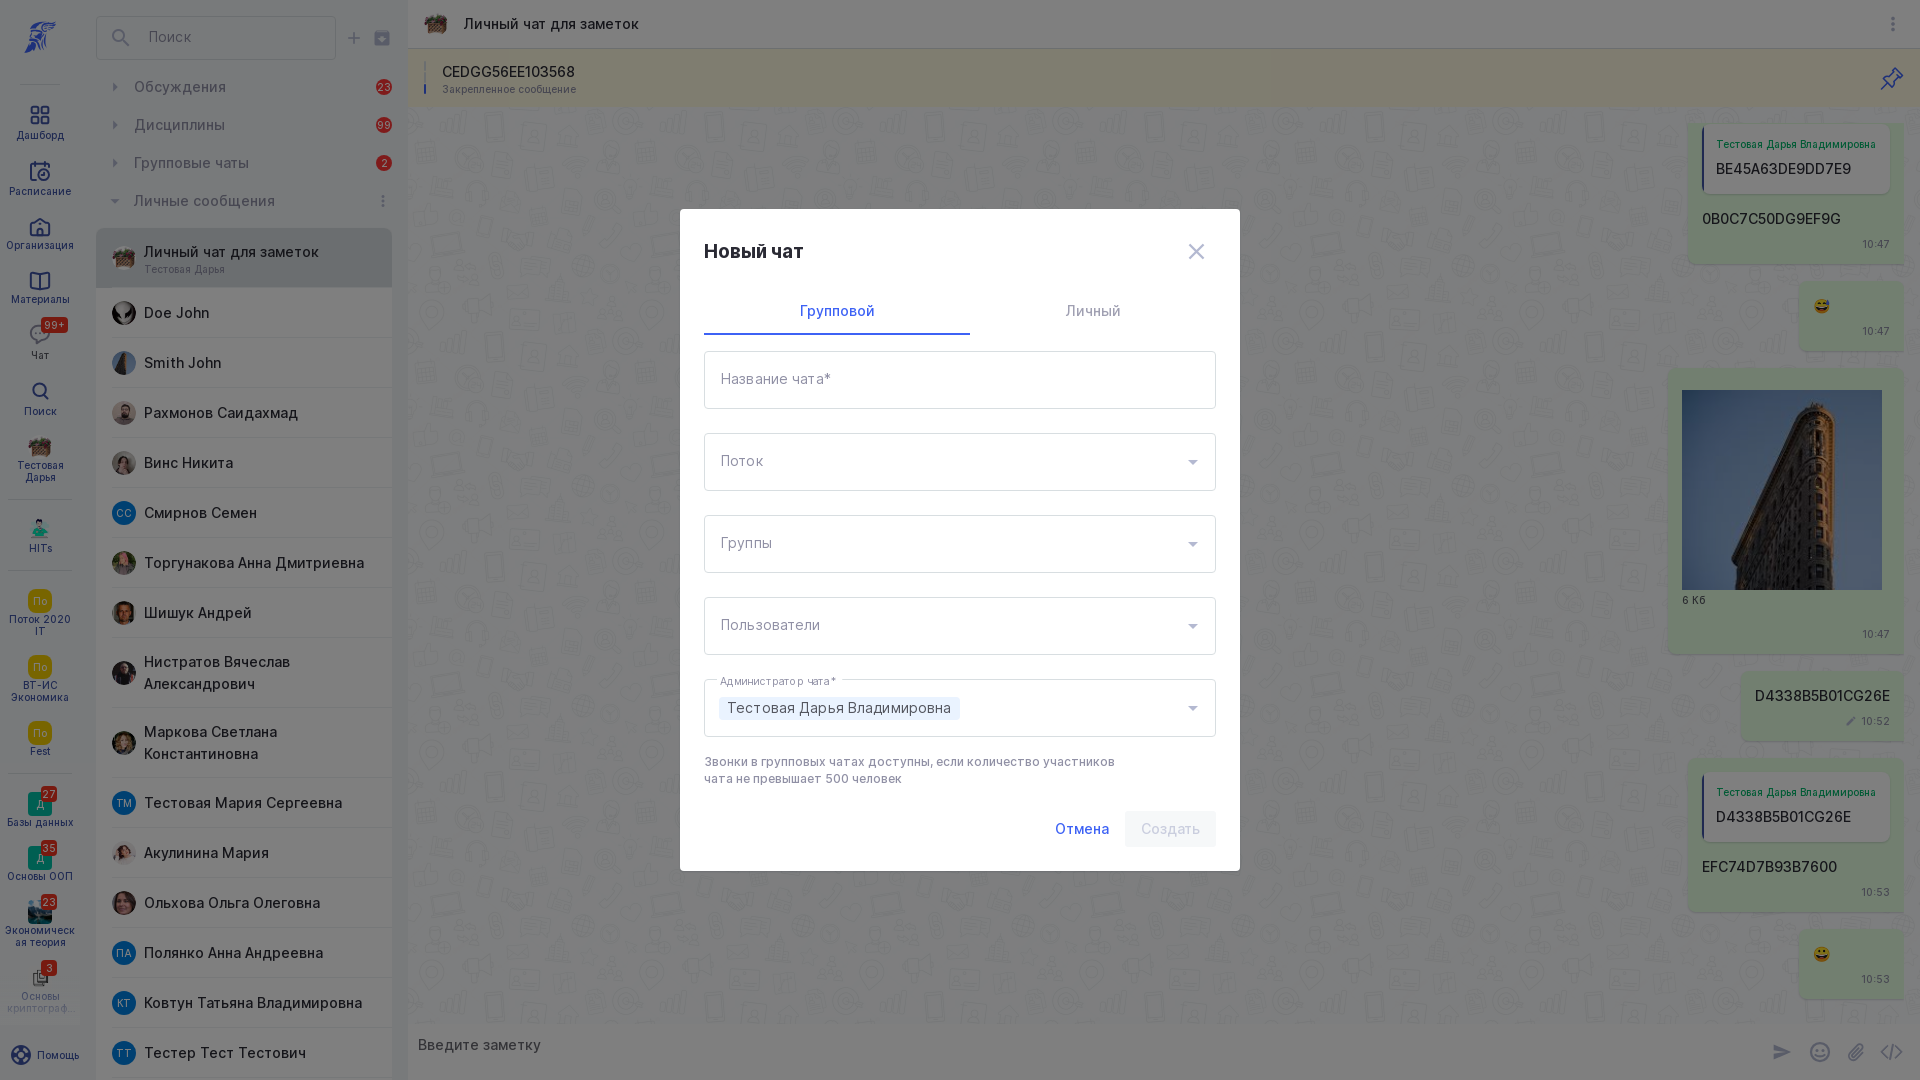 Дашборд
Расписание
Организация
Материалы
99+
Чат
Поиск
Тестовая
Дарья
HITs
По
Поток 2020
IT
По
ВТ-ИС
Экономика
По
Fest
27
Д
Базы данных
35
Д
Основы ООП
23
Экономическ
ая теория
3
Основы
криптограф...
Помощь
Поиск
Обсуждения
23
Дисциплины
99
Групповые чаты
2
Личные сообщения
Личный чат для заметок
Тестовая Дарья
Doe John
Smith John
Рахмонов Саидахмад
Винс Никита
СС
Смирнов Семен
Торгунакова Анна Дмитриевна
Шишук Андрей
Нистратов Вячеслав
Александрович
Маркова Светлана
Константиновна
ТМ
Тестовая Мария Сергеевна
Акулинина Мария
Ольхова Ольга Олеговна
ПА
Полянко Анна Андреевна
КТ
Ковтун Татьяна Владимировна
ТТ
Тестер Тест Тестович
Личный чат для заметок
CEDGG56EE103568
Закрепленное сообщение
Тестовая Дарья Владимировна
BE45A63DE9DD7E9
0B0C7C50DG9EF9G
10:47
10:47
6 Кб
10:47
D4338B5B01CG26E
10:52
Тестовая Дарья Владимировна
D4338B5B01CG26E
EFC74D7B93B7600
10:53
10:53
Введите заметку
Новый чат
Групповой
Личный
Название чата*
Поток
Группы
Пользователи
Администратор чата*
Тестовая Дарья Владимировна
Звонки в групповых чатах доступны, если количество участников
чата не превышает 500 человек
Отмена
Создать